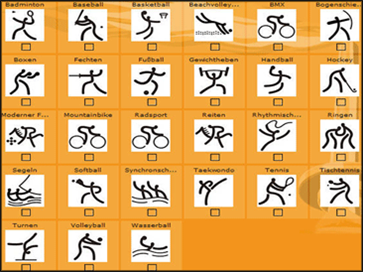 Badminton Baseball Basketball Beachvolley... BMX Bogenschie...
Boxen Fechten Fußball Gewichtheben Handball Hockey
Moderner F... Mountainbike Radsport Reiten Rhythmisch... Ringen
Segeln Softball Synchronsch... Taekwondo Tennis Tischtennis
Turnen Volleyball Wasserball